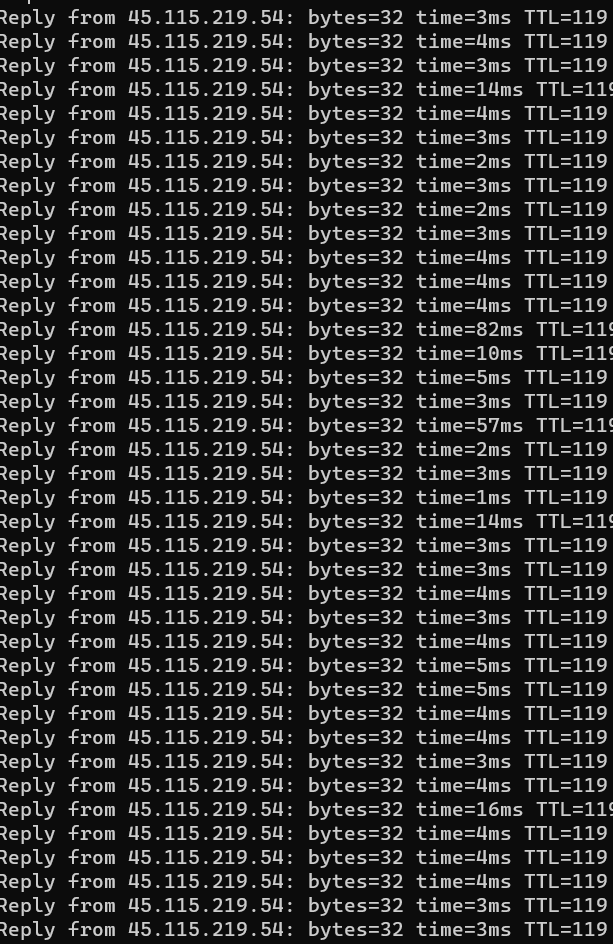 Reply from 45.115.219.54: bytes=32 time=3ms TTL=119
Reply from 45.115.219.54: bytes=32 time=4ms TTL=119
Reply from 45.115.219.54: bytes=32 time=3ms TTL=119
Reply from 45.115.219.54: bytes=32 time=14ms TTL=119
Reply from 45.115.219.54: bytes=32 time=4ms TTL=119
Reply from 45.115.219.54: bytes=32 time=3ms TTL=119
Reply from 45.115.219.54: bytes=32 time=2ms TTL=119
Reply from 45.115.219.54: bytes=32 time=3ms TTL=119
Reply from 45.115.219.54: bytes=32 time=2ms TTL=119
Reply from 45.115.219.54: bytes=32 time=3ms TTL=119
Reply from 45.115.219.54: bytes=32 time=4ms TTL=119
Reply from 45.115.219.54: bytes=32 time=4ms TTL=119
Reply from 45.115.219.54: bytes=32 time=4ms TTL=119
Reply from 45.115.219.54: bytes=32 time=82ms TTL=119
Reply from 45.115.219.54: bytes=32 time=10ms TTL=119
Reply from 45.115.219.54: bytes=32 time=5ms TTL=119
Reply from 45.115.219.54: bytes=32 time=3ms TTL=119
Reply from 45.115.219.54: bytes=32 time=57ms TTL=119
Reply from 45.115.219.54: bytes=32 time=2ms TTL=119
Reply from 45.115.219.54: bytes=32 time=3ms TTL=119
Reply from 45.115.219.54: bytes=32 time=1ms TTL=119
Reply from 45.115.219.54: bytes=32 time=14ms TTL=119
Reply from 45.115.219.54: bytes=32 time=3ms TTL=119
Reply from 45.115.219.54: bytes=32 time=3ms TTL=119
Reply from 45.115.219.54: bytes=32 time=4ms TTL=119
Reply from 45.115.219.54: bytes=32 time=3ms TTL=119
Reply from 45.115.219.54: bytes=32 time=4ms TTL=119
Reply from 45.115.219.54: bytes=32 time=5ms TTL=119
Reply from 45.115.219.54: bytes=32 time=5ms TTL=119
Reply from 45.115.219.54: bytes=32 time=4ms TTL=119
Reply from 45.115.219.54: bytes=32 time=4ms TTL=119
Reply from 45.115.219.54: bytes=32 time=3ms TTL=119
Reply from 45.115.219.54: bytes=32 time=4ms TTL=119
Reply from 45.115.219.54: bytes=32 time=16ms TTL=119
Reply from 45.115.219.54: bytes=32 time=4ms TTL=119
Reply from 45.115.219.54: bytes=32 time=4ms TTL=119
Reply from 45.115.219.54: bytes=32 time=4ms TTL=119
Reply from 45.115.219.54: bytes=32 time=3ms TTL=119
Reply from 45.115.219.54: bytes=32 time=3ms TTL=119